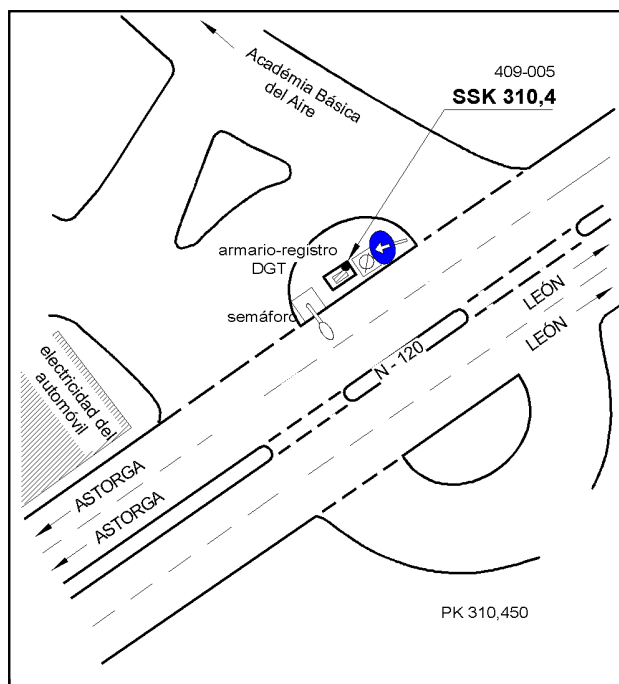 Académia Básica
del Aire
409-005
SSK 310,4
armario-registro
DGT
semáforo
electricidad del
automóvil
LEÓN
LEÓN
N - 120
ASTORGA
ASTORGA
PK 310,450